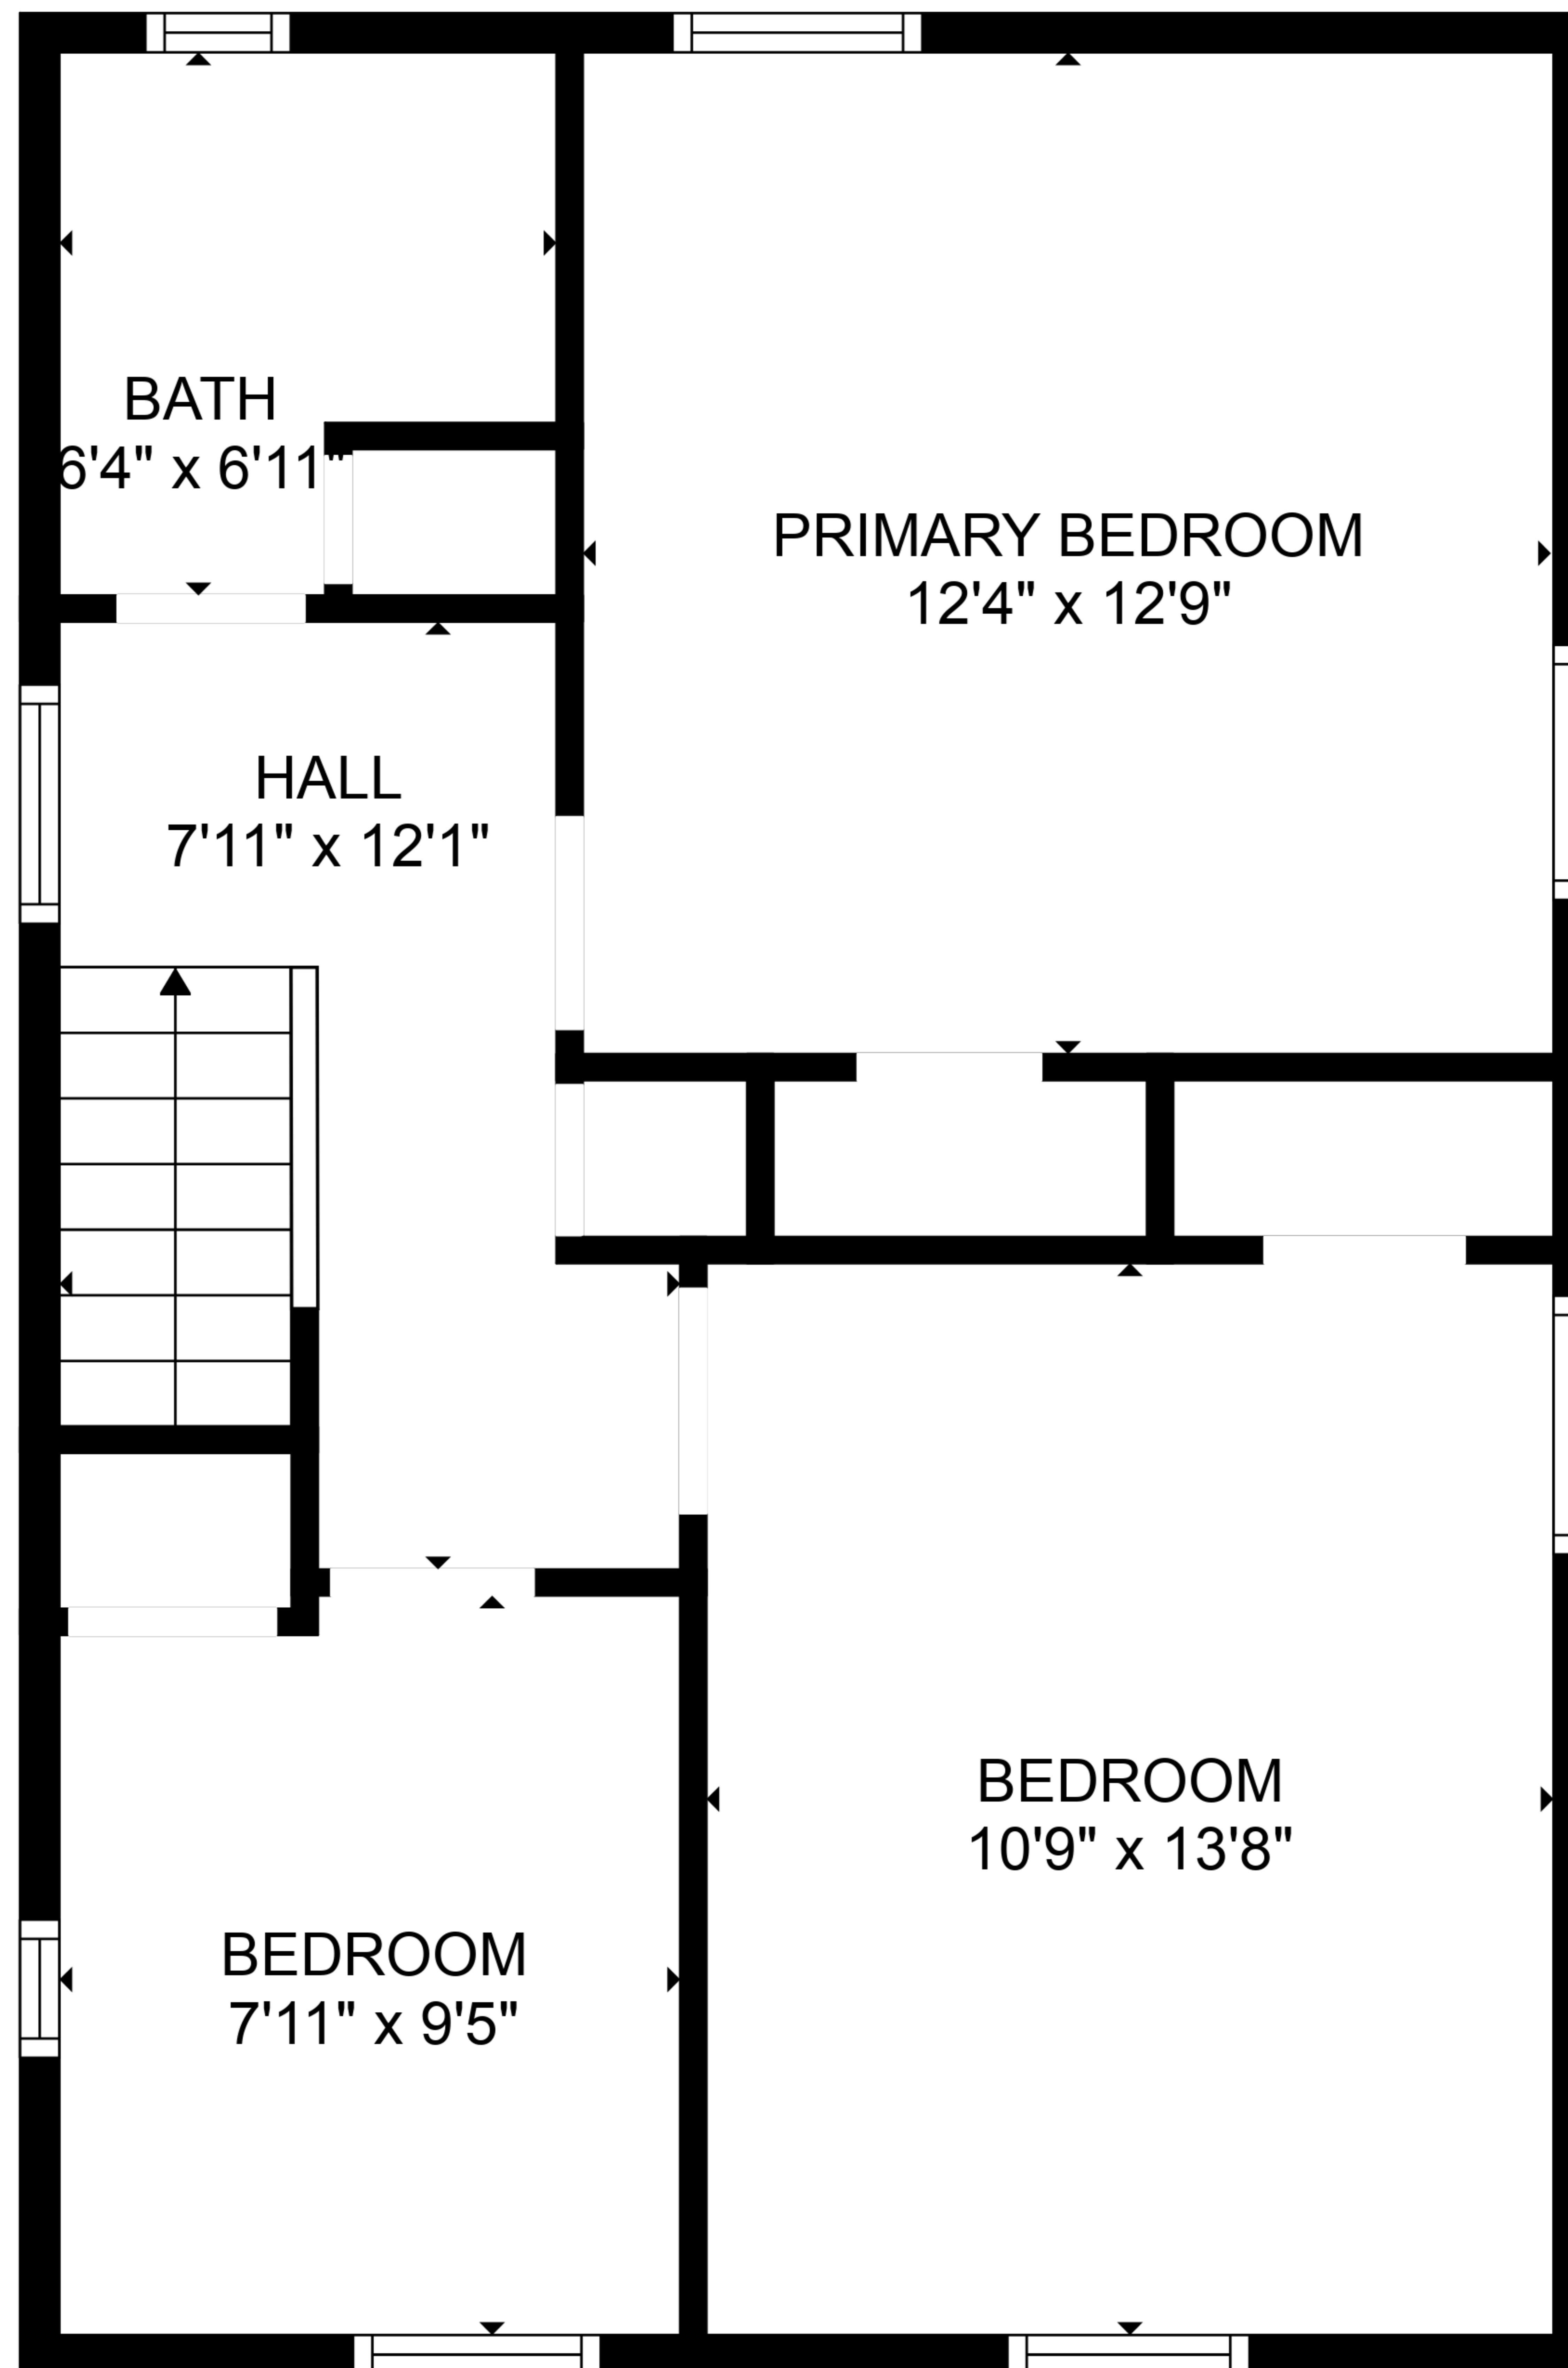 BATH
6'4" x 6'11"
PRIMARY BEDROOM
12'4" x 12'9"
HALL
7'11" x 12'1"
BEDROOM
10'9" x 13'8"
BEDROOM
7'11" x 9'5"